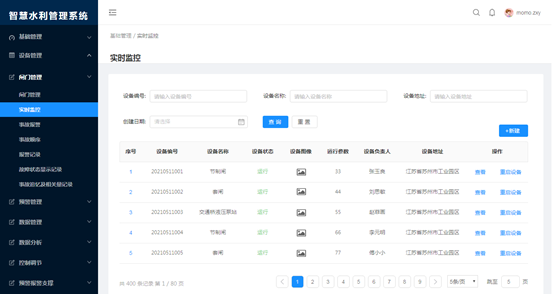 智慧水利管理系统
momo.zxy
基础管理
设备管理
闸门管理
闸门管理
实时监控
事故报警
事故顺序
报警记录
故障状态显示记录
事故追忆及相关量记录
预警管理
数据管理
数据分析
控制调节
预警报警支撑
基础管理 / 实时监控
实时监控
设备编号: 请输入设备编号 设备名称: 请输入设备名称 设备地址: 请输入设备地址
创建日期: 请选择 查 询 重 置
+新建
序号 设备编号 设备名称 设备状态 设备图像 运行参数 设备负责人 设备地址 操作
1 20210511001 节制闸 运行 33 张玉良 江苏省苏州市工业园区 查看 重启设备
2 20210511002 套闸 运行 44 刘思敏 江苏省苏州市工业园区 查看 重启设备
3 20210511003 交通桥液压泵站 运行 55 赵菲雨 江苏省苏州市工业园区 查看 重启设备
4 20210511004 节制闸 运行 66 李元明 江苏省苏州市工业园区 查看 重启设备
5 20210511005 套闸 运行 77 傅小小 江苏省苏州市工业园区 查看 重启设备
共 400 条记录 第 1 / 80 页 1 2 3 4 5 6 7 8 9 5条/页 跳至 5 页